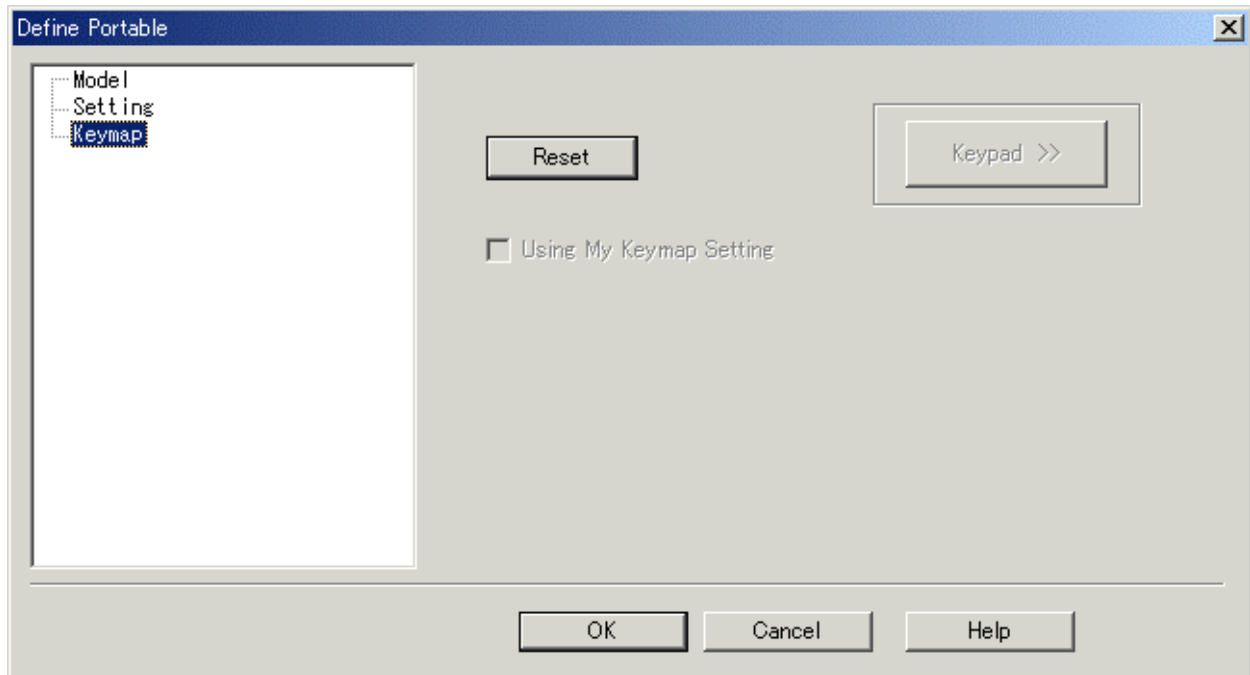 Define Portable
Model
Setting
Keymap
Reset
Keypad >>
Using My Keymap Setting
OK
Cancel
Help